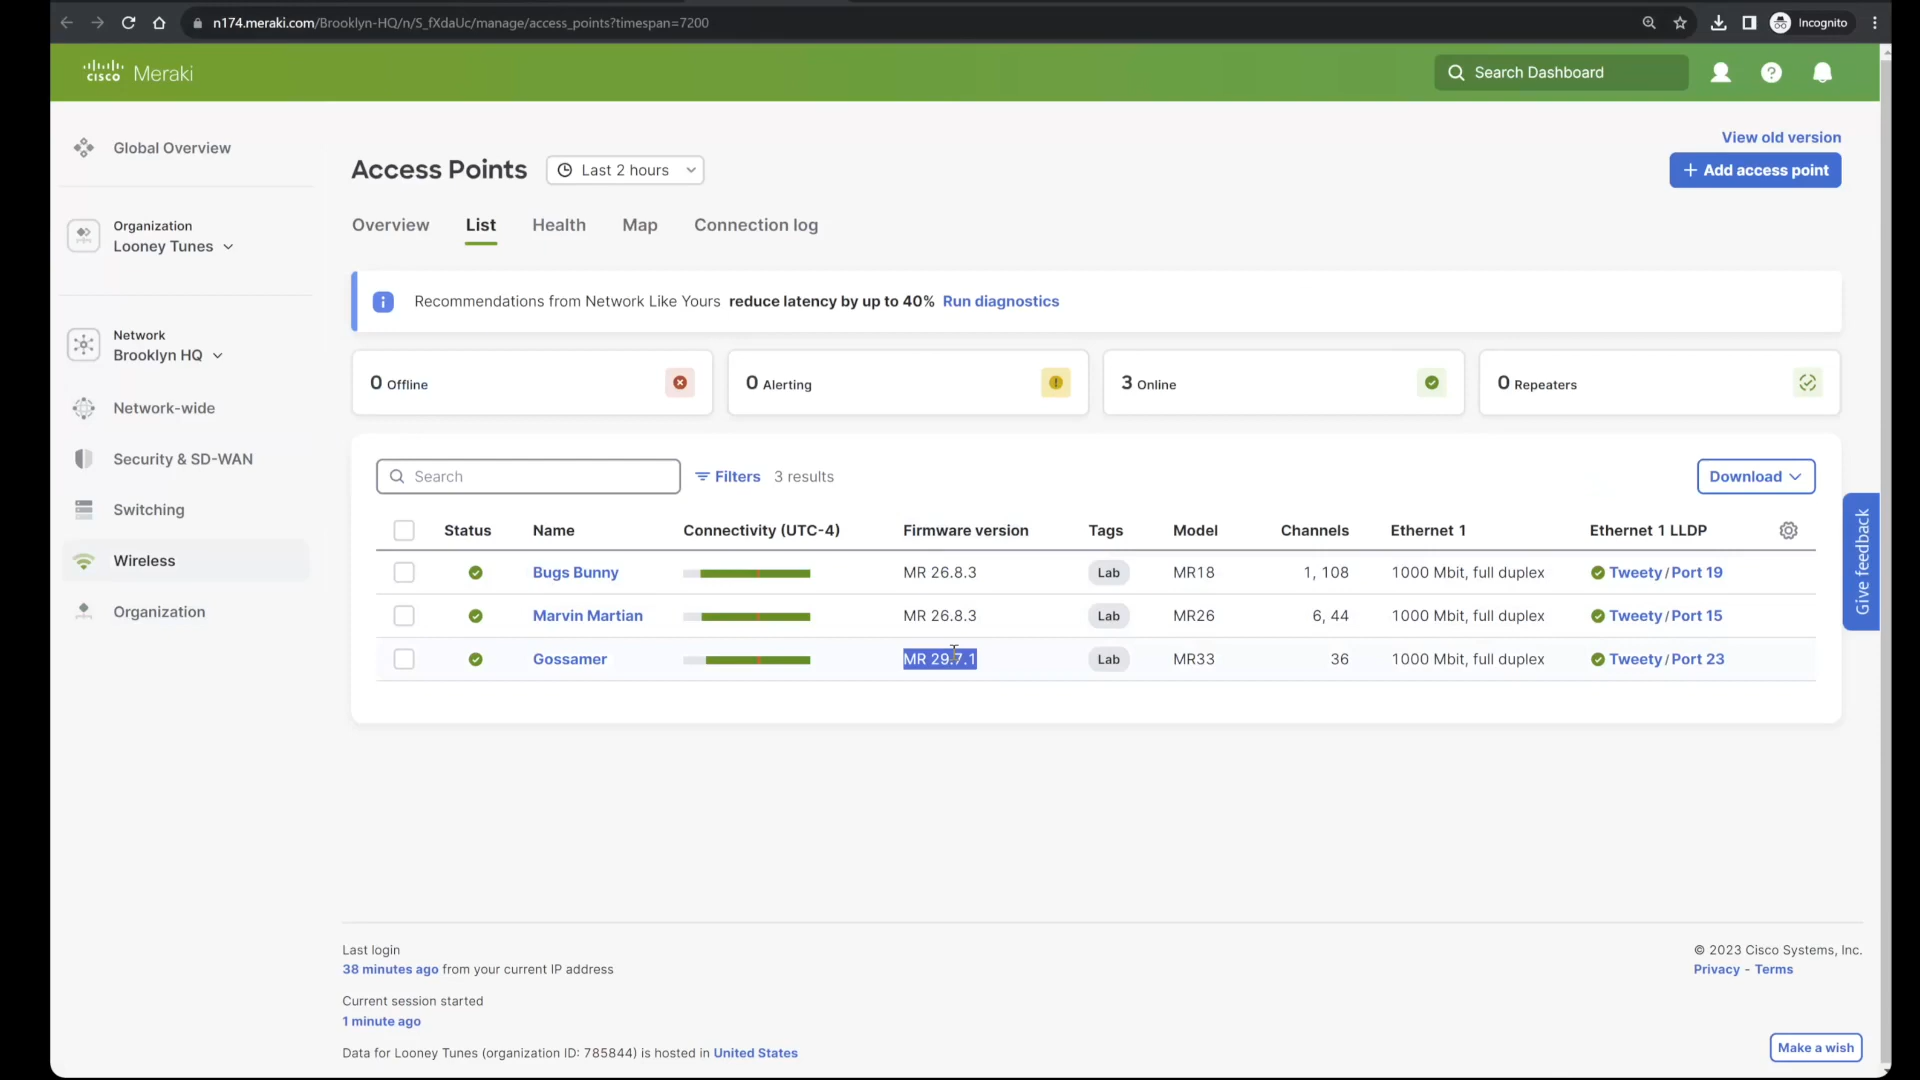 n174.meraki.com/Brooklyn-HQ/n/S_fXdaUc/manage/access_points?timespan=7200
Incognito
cisco Meraki
Search Dashboard
Global Overview
Organization
Looney Tunes
Network
Brooklyn HQ
Network-wide
Security & SD-WAN
Switching
Wireless
Organization
View old version
Access Points
Last 2 hours
+ Add access point
Overview List Health Map Connection log
Recommendations from Network Like Yours reduce latency by up to 40% Run diagnostics
0 Offline
0 Alerting
3 Online
0 Repeaters
Search
Filters
3 results
Download
Status Name Connectivity (UTC-4) Firmware version Tags Model Channels Ethernet 1 Ethernet 1 LLDP
Bugs Bunny MR 26.8.3 Lab MR18 1, 108 1000 Mbit, full duplex Tweety / Port 19
Marvin Martian MR 26.8.3 Lab MR26 6, 44 1000 Mbit, full duplex Tweety / Port 15
Gossamer MR 29.7.1 Lab MR33 36 1000 Mbit, full duplex Tweety / Port 23
Give feedback
Last login
38 minutes ago from your current IP address
Current session started
1 minute ago
Data for Looney Tunes (organization ID: 785844) is hosted in United States
© 2023 Cisco Systems, Inc.
Privacy - Terms
Make a wish